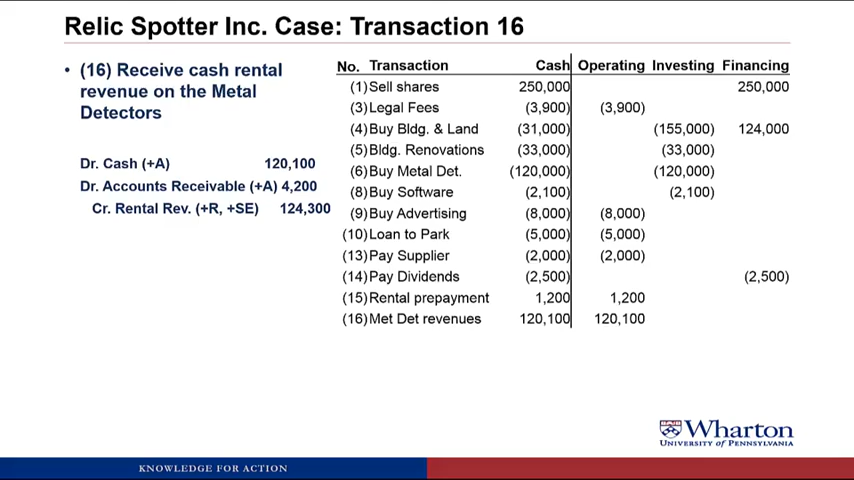 Relic Spotter Inc. Case: Transaction 16
• (16) Receive cash rental
revenue on the Metal
Detectors
Dr. Cash (+A) 120,100
Dr. Accounts Receivable (+A) 4,200
Cr. Rental Rev. (+R, +SE) 124,300
No. Transaction Cash Operating Investing Financing
(1) Sell shares 250,000 250,000
(3) Legal Fees (3,900) (3,900)
(4) Buy Bldg. & Land (31,000) (155,000) 124,000
(5) Bldg. Renovations (33,000) (33,000)
(6) Buy Metal Det. (120,000) (120,000)
(8) Buy Software (2,100) (2,100)
(9) Buy Advertising (8,000) (8,000)
(10) Loan to Park (5,000) (5,000)
(13) Pay Supplier (2,000) (2,000)
(14) Pay Dividends (2,500) (2,500)
(15) Rental prepayment 1,200 1,200
(16) Met Det revenues 120,100 120,100
Wharton
UNIVERSITY of PENNSYLVANIA
KNOWLEDGE FOR ACTION